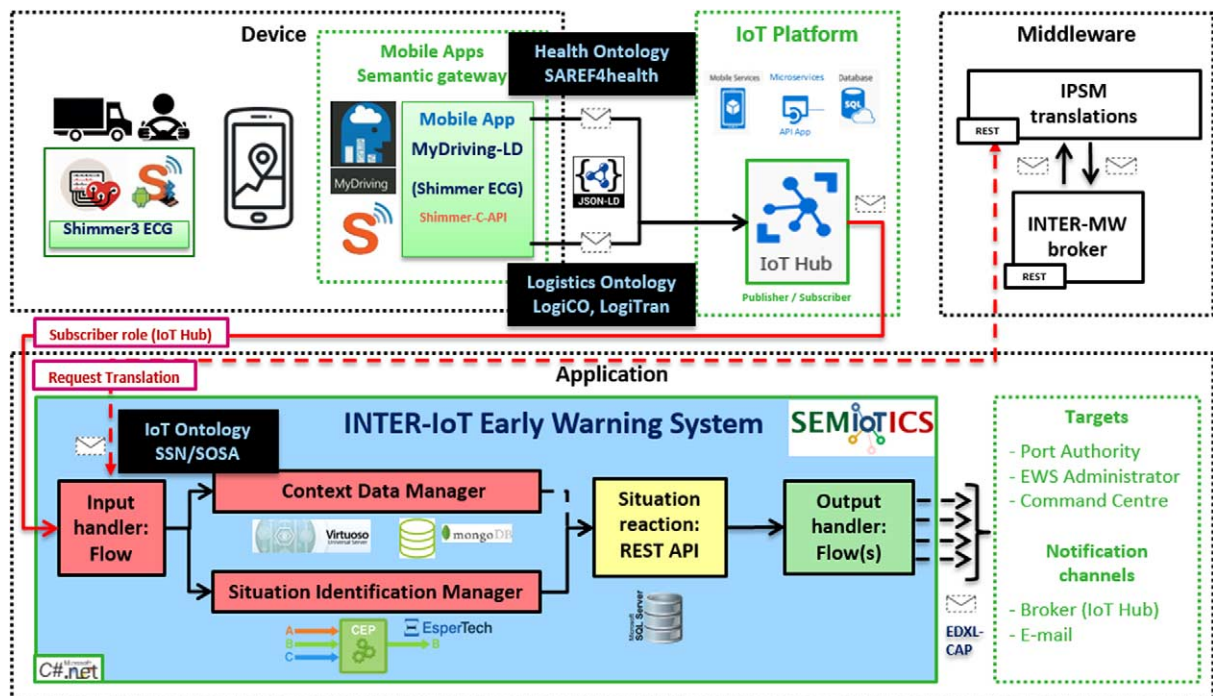 Device
Mobile Apps
Semantic gateway
Health Ontology
SAREF4health
IoT Platform
Middleware
Mobile Services
Microservices
Database
API App
SQL
IPSM
translations
REST
MyDriving
Mobile App
MyDriving-LD
(Shimmer ECG)
Shimmer-C-API
JSON-LD
Shimmer3 ECG
IoT Hub
Publisher / Subscriber
INTER-MW
broker
REST
Logistics Ontology
LogiCO, LogiTran
Subscriber role (IoT Hub)
Request Translation
Application
IoT Ontology
SSN/SOSA
INTER-IoT Early Warning System
SEMIoTICS
Targets
- Port Authority
- EWS Administrator
- Command Centre
Input
handler:
Flow
Context Data Manager
Virtuoso
Universal Server
mongoDB
Situation Identification Manager
Situation
reaction:
REST API
Output
handler:
Flow(s)
Notification
channels
- Broker (IoT Hub)
- E-mail
EDXL-
CAP
A
B
C
CEP
B
EsperTech
Microsoft
SQL Server
Microsoft
C#.net